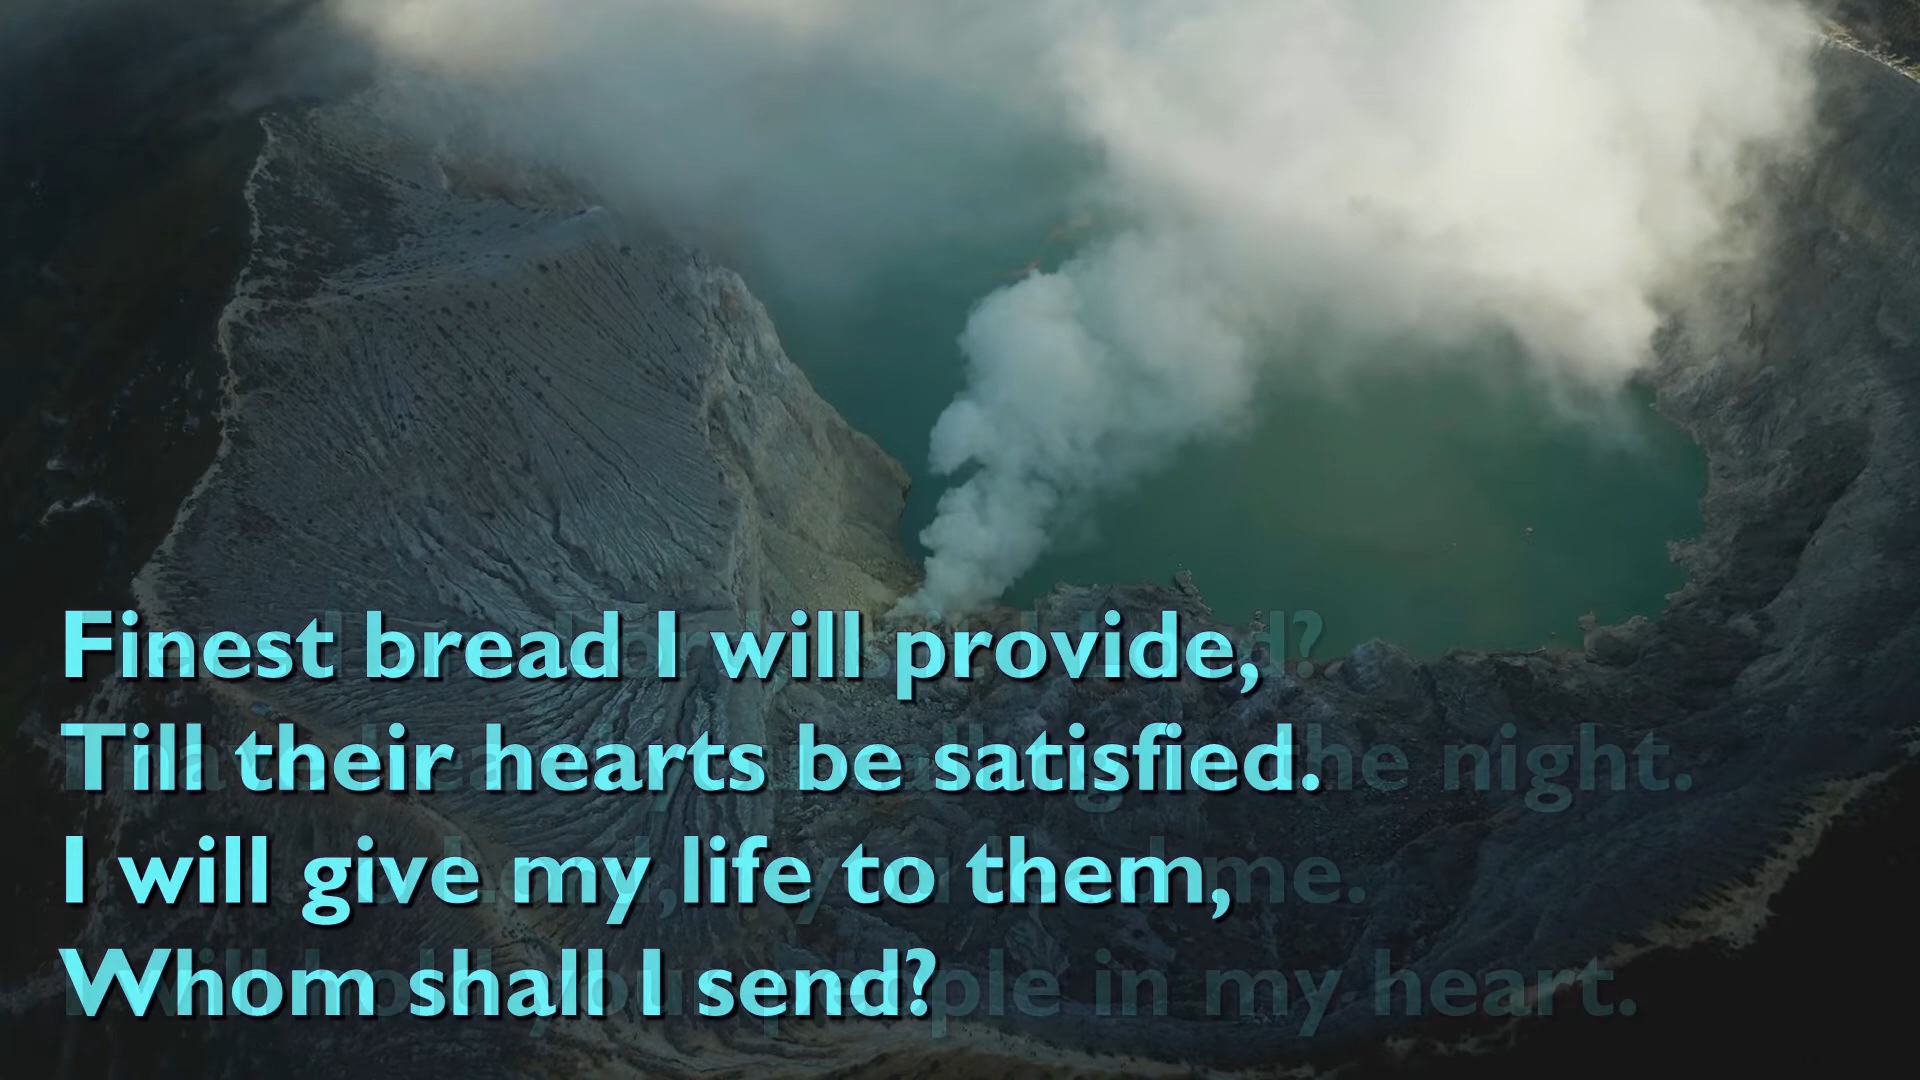 Finest bread I will provide,
Till their hearts be satisfied.
I will give my life to them,
Whom shall I send?